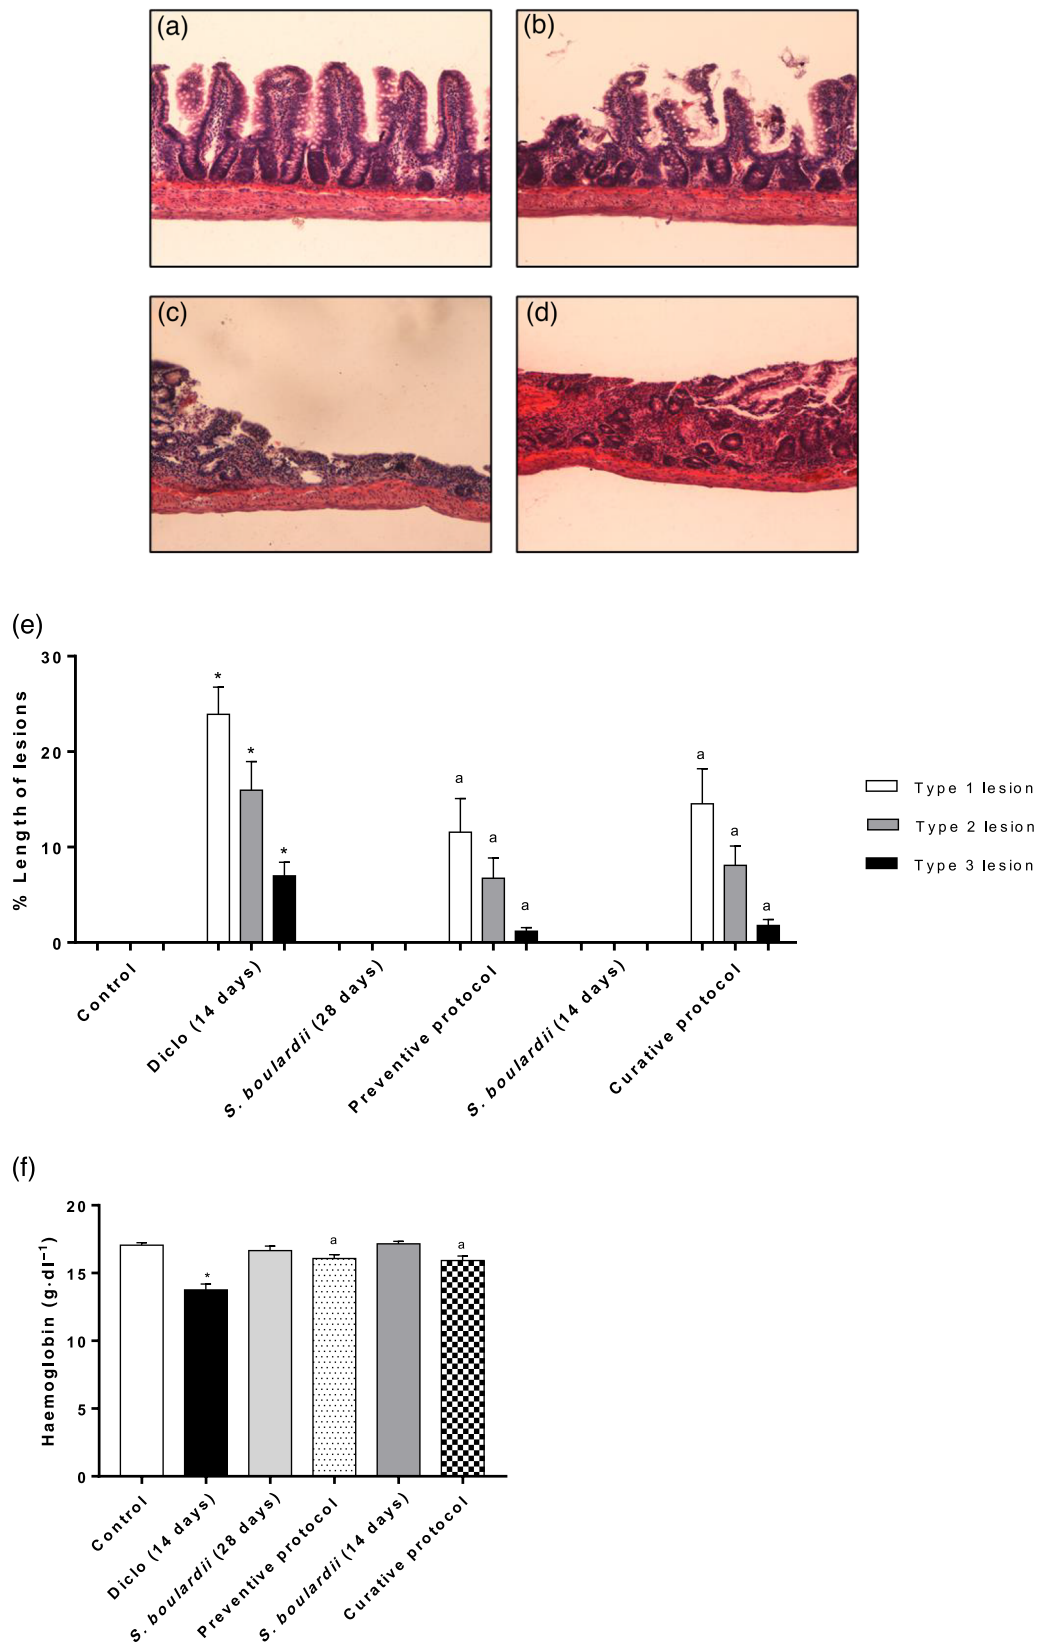 (a)
(b)
(c)
(d)
(e)
% Length of lesions
30
20
10
0
*
*
*
a
a
a
a
a
a
Control
Diclo (14 days)
S. boulardii (28 days)
Preventive protocol
S. boulardii (14 days)
Curative protocol
Type 1 lesion
Type 2 lesion
Type 3 lesion
(f)
Haemoglobin (g·dl⁻¹)
20
15
10
5
0
*
a
a
Control
Diclo (14 days)
S. boulardii (28 days)
Preventive protocol
S. boulardii (14 days)
Curative protocol